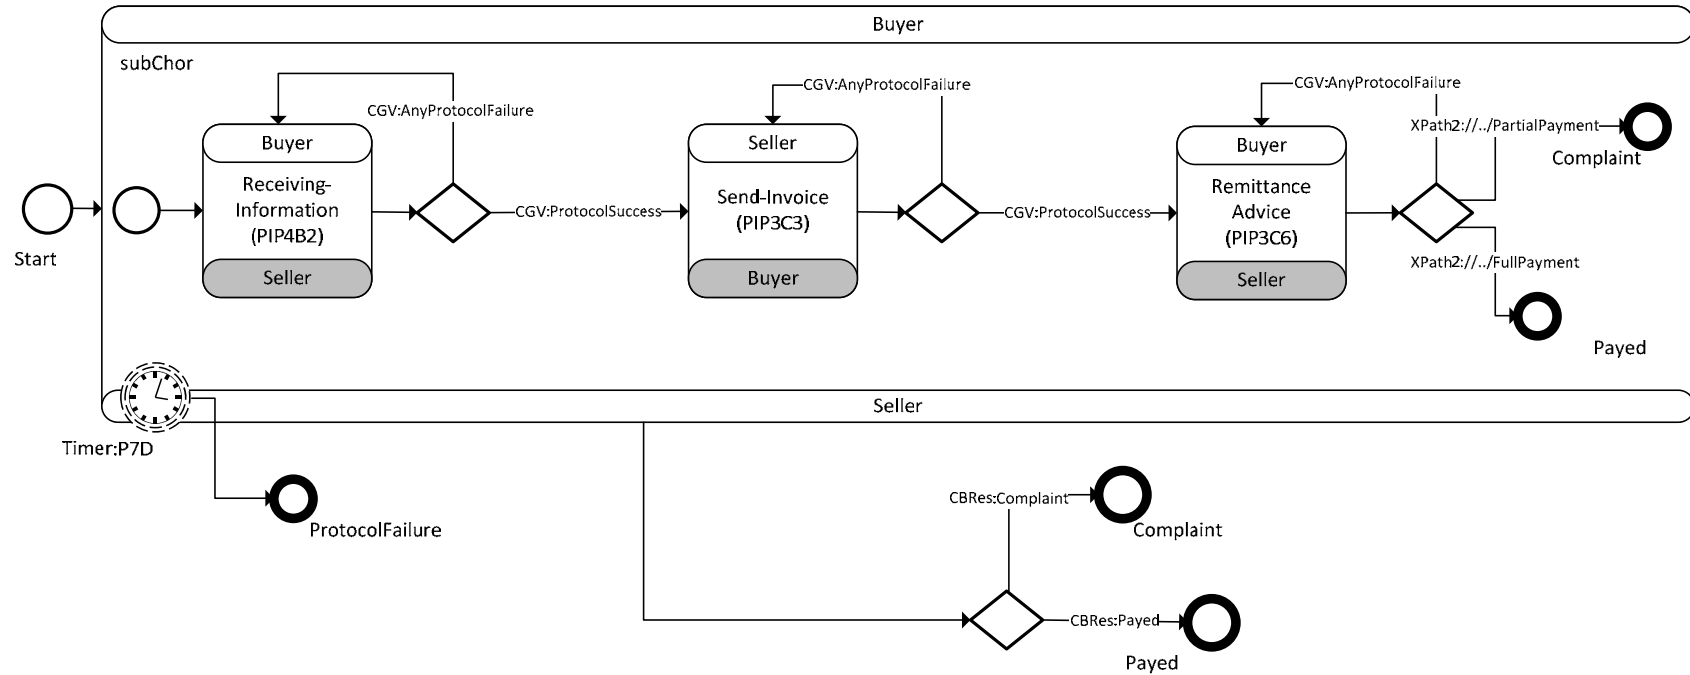 Buyer
subChor
CGV:AnyProtocolFailure
CGV:AnyProtocolFailure
CGV:AnyProtocolFailure
XPath2://../PartialPayment
Complaint
Start
Buyer
Receiving-
Information
(PIP4B2)
Seller
CGV:ProtocolSuccess
Seller
Send-Invoice
(PIP3C3)
Buyer
CGV:ProtocolSuccess
Buyer
Remittance
Advice
(PIP3C6)
Seller
XPath2://../FullPayment
Payed
Seller
Timer:P7D
ProtocolFailure
CBRes:Complaint
Complaint
CBRes:Payed
Payed